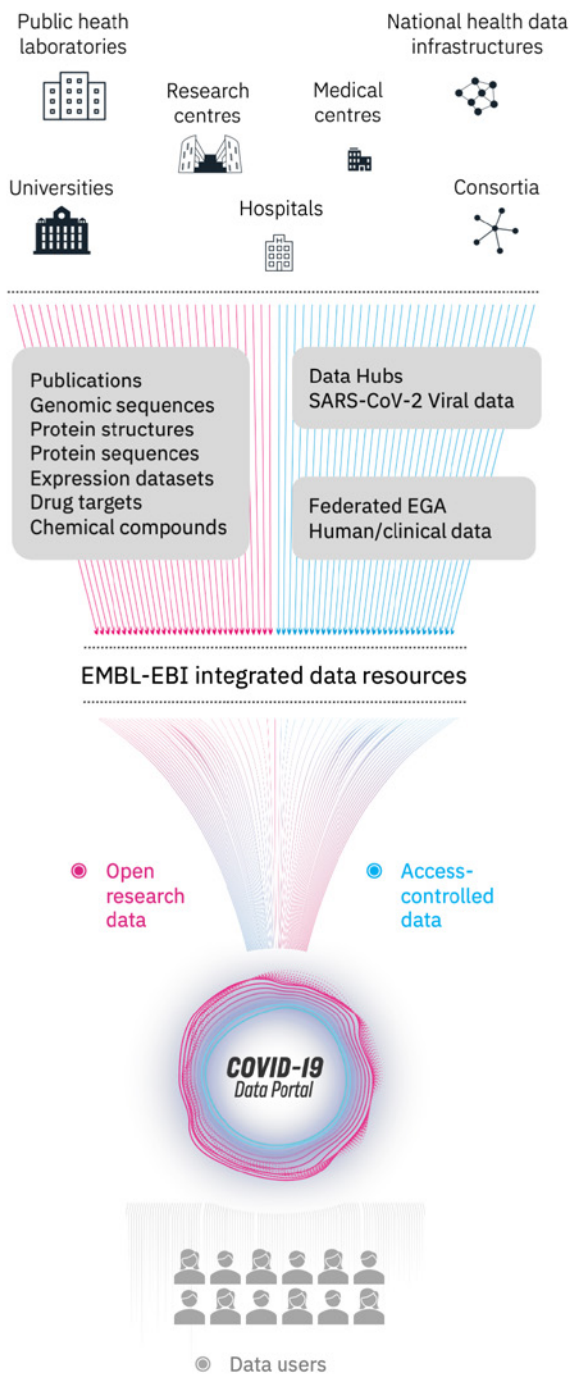 Public heath
laboratories
National health data
infrastructures
Research
centres
Medical
centres
Universities
Hospitals
Consortia
Publications
Genomic sequences
Protein structures
Protein sequences
Expression datasets
Drug targets
Chemical compounds
Data Hubs
SARS-CoV-2 Viral data
Federated EGA
Human/clinical data
EMBL-EBI integrated data resources
Open
research
data
Access-
controlled
data
COVID-19
Data Portal
Data users